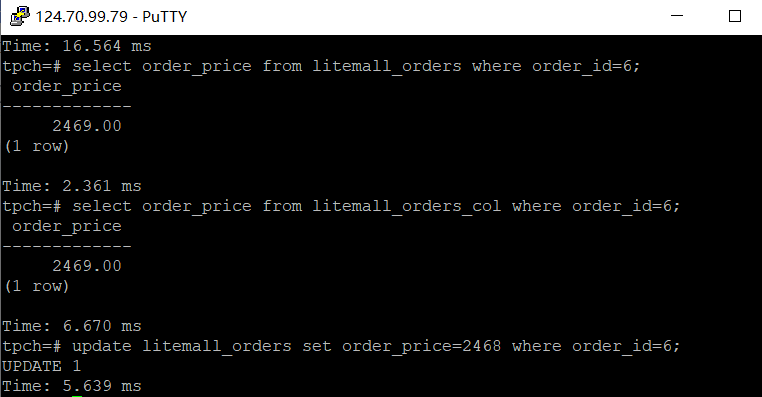 124.70.99.79 - PuTTY
Time: 16.564 ms
tpch=# select order_price from litemall_orders where order_id=6;
 order_price
-------------
     2469.00
(1 row)

Time: 2.361 ms
tpch=# select order_price from litemall_orders_col where order_id=6;
 order_price
-------------
     2469.00
(1 row)

Time: 6.670 ms
tpch=# update litemall_orders set order_price=2468 where order_id=6;
UPDATE 1
Time: 5.639 ms